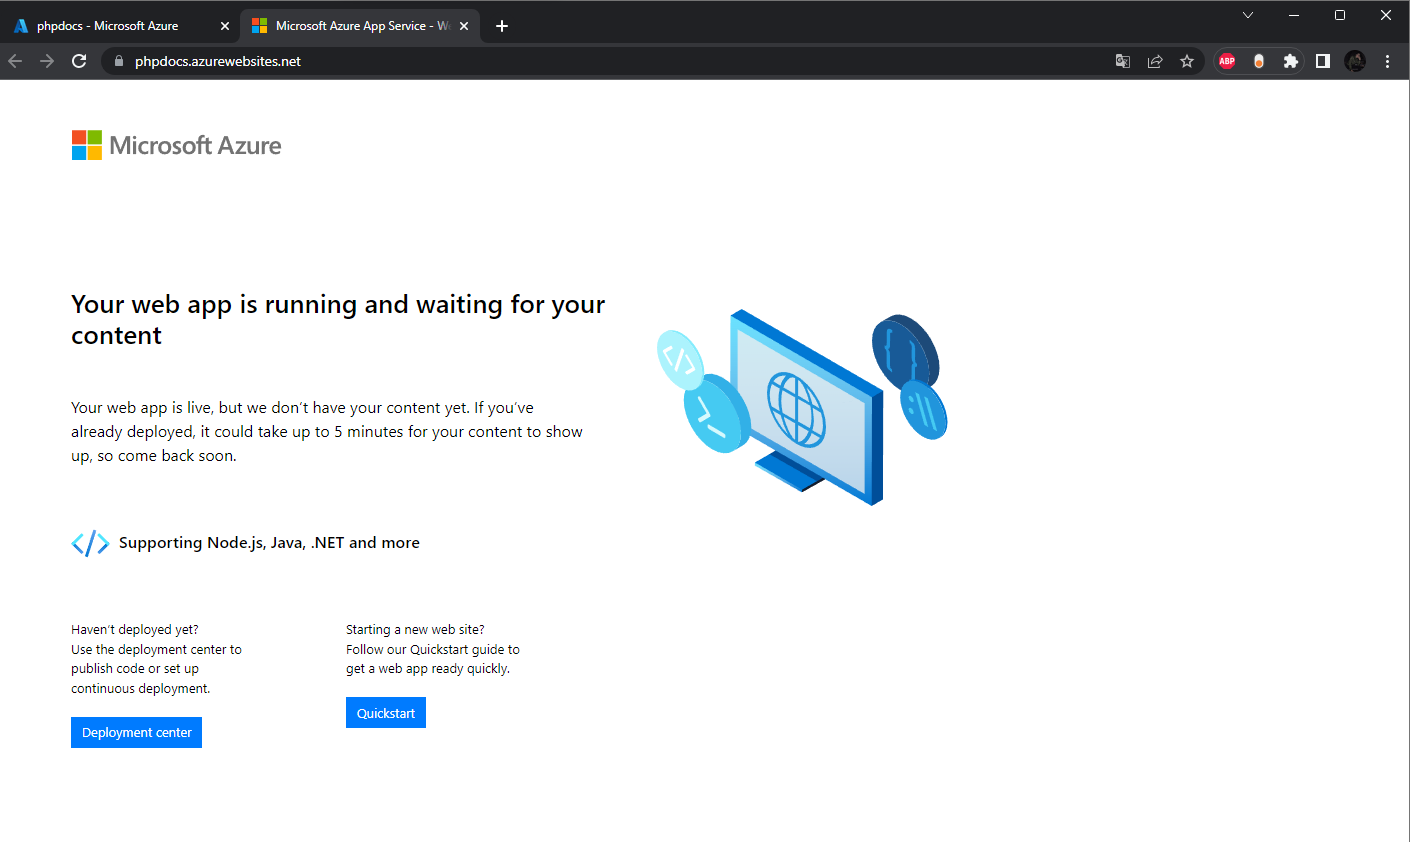 phpdocs - Microsoft Azure
Microsoft Azure App Service - W
phpdocs.azurewebsites.net
ABP
Microsoft Azure
Your web app is running and waiting for your
content
Your web app is live, but we don't have your content yet. If you've
already deployed, it could take up to 5 minutes for your content to show
up, so come back soon.
Supporting Node.js, Java, .NET and more
Haven't deployed yet?
Use the deployment center to
publish code or set up
continuous deployment.
Deployment center
Starting a new web site?
Follow our Quickstart guide to
get a web app ready quickly.
Quickstart